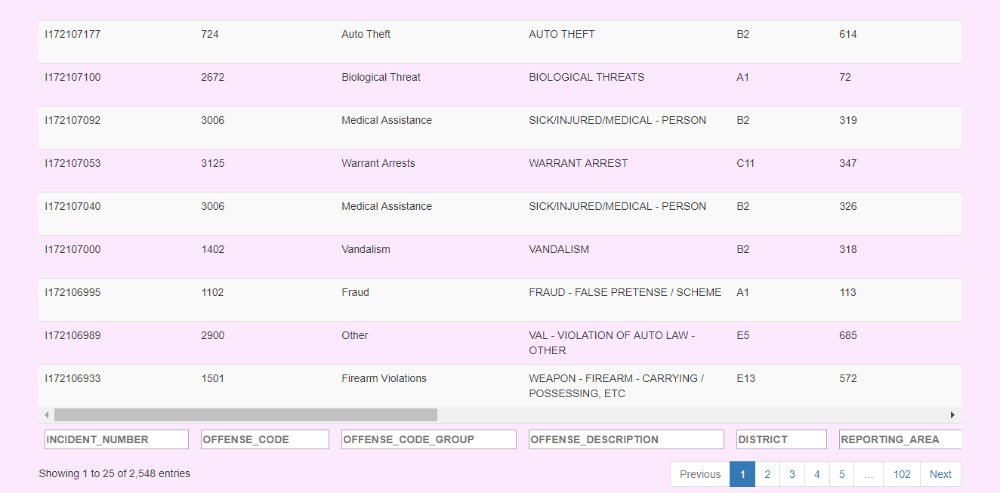 I172107177 724 Auto Theft AUTO THEFT B2 614
I172107100 2672 Biological Threat BIOLOGICAL THREATS A1 72
I172107092 3006 Medical Assistance SICK/INJURED/MEDICAL - PERSON B2 319
I172107053 3125 Warrant Arrests WARRANT ARREST C11 347
I172107040 3006 Medical Assistance SICK/INJURED/MEDICAL - PERSON B2 326
I172107000 1402 Vandalism VANDALISM B2 318
I172106995 1102 Fraud FRAUD - FALSE PRETENSE / SCHEME A1 113
I172106989 2900 Other VAL - VIOLATION OF AUTO LAW - E5 685
OTHER
I172106933 1501 Firearm Violations WEAPON - FIREARM - CARRYING / E13 572
POSSESSING, ETC
INCIDENT_NUMBER OFFENSE_CODE OFFENSE_CODE_GROUP OFFENSE_DESCRIPTION DISTRICT REPORTING_AREA
Showing 1 to 25 of 2,548 entries Previous 1 2 3 4 5 … 102 Next